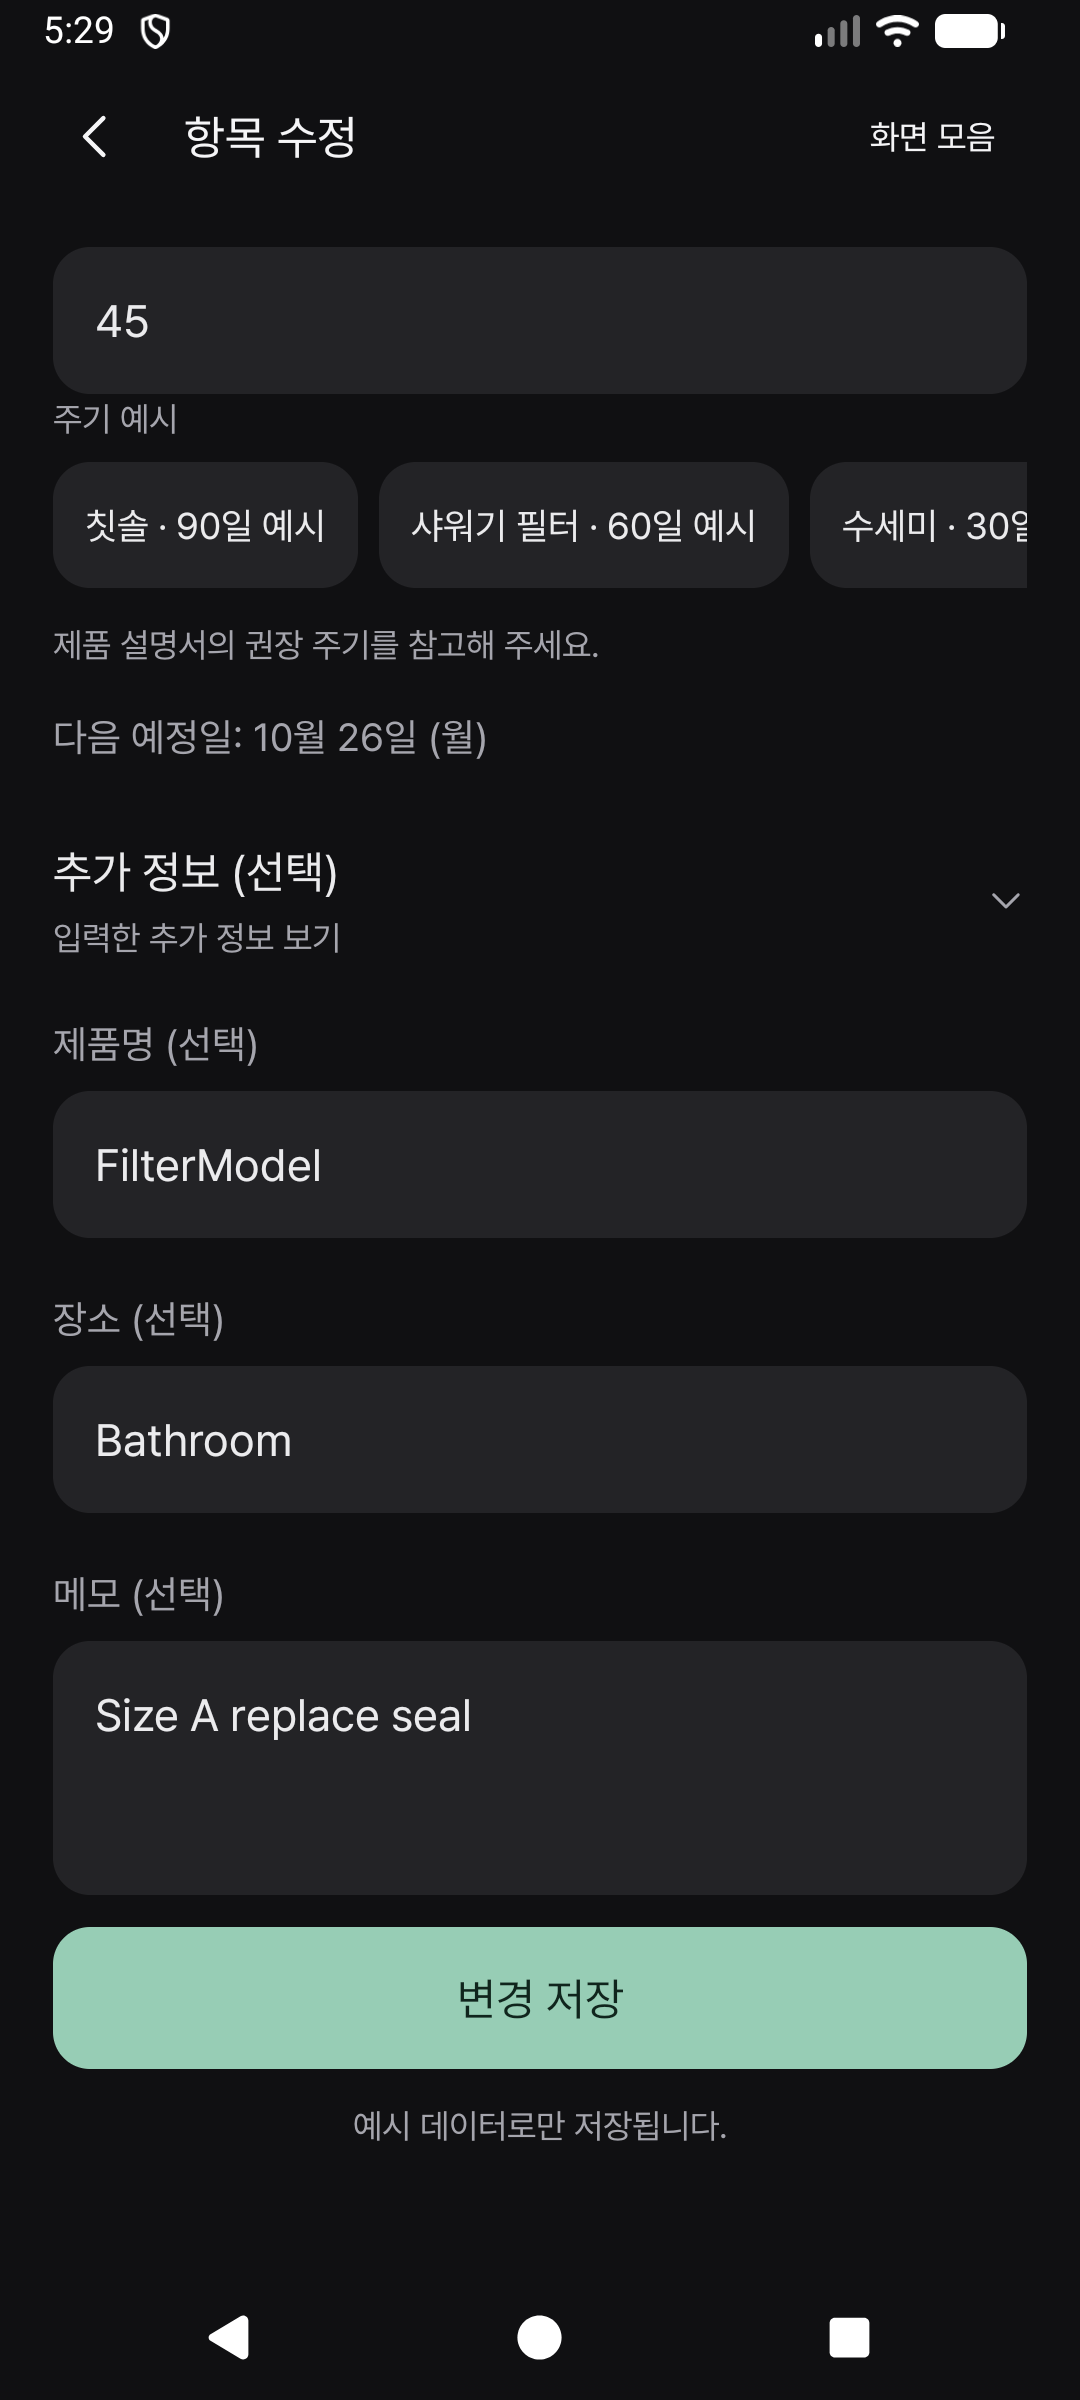 5:29
항목 수정
화면 모음
45
주기 예시
칫솔 · 90일 예시
샤워기 필터 · 60일 예시
수세미 · 30일
제품 설명서의 권장 주기를 참고해 주세요.
다음 예정일: 10월 26일 (월)
추가 정보 (선택)
입력한 추가 정보 보기
제품명 (선택)
FilterModel
장소 (선택)
Bathroom
메모 (선택)
Size A replace seal
변경 저장
예시 데이터로만 저장됩니다.